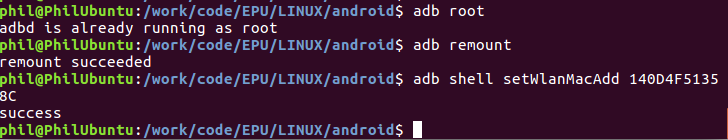 phil@PhilUbuntu:/work/code/EPU/LINUX/android$ adb root
adbd is already running as root
phil@PhilUbuntu:/work/code/EPU/LINUX/android$ adb remount
remount succeeded
phil@PhilUbuntu:/work/code/EPU/LINUX/android$ adb shell setWlanMacAdd 140D4F5135
8C
success
phil@PhilUbuntu:/work/code/EPU/LINUX/android$